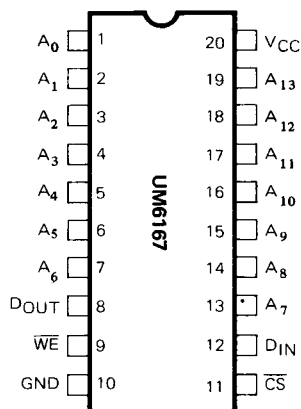 A0 1 20 VCC
A1 2 19 A13
A2 3 18 A12
A3 4 17 A11
A4 5 16 A10
A5 6 15 A9
A6 7 14 A8
DOUT 8 13 A7
WE 9 12 DIN
GND 10 11 CS
UM6167